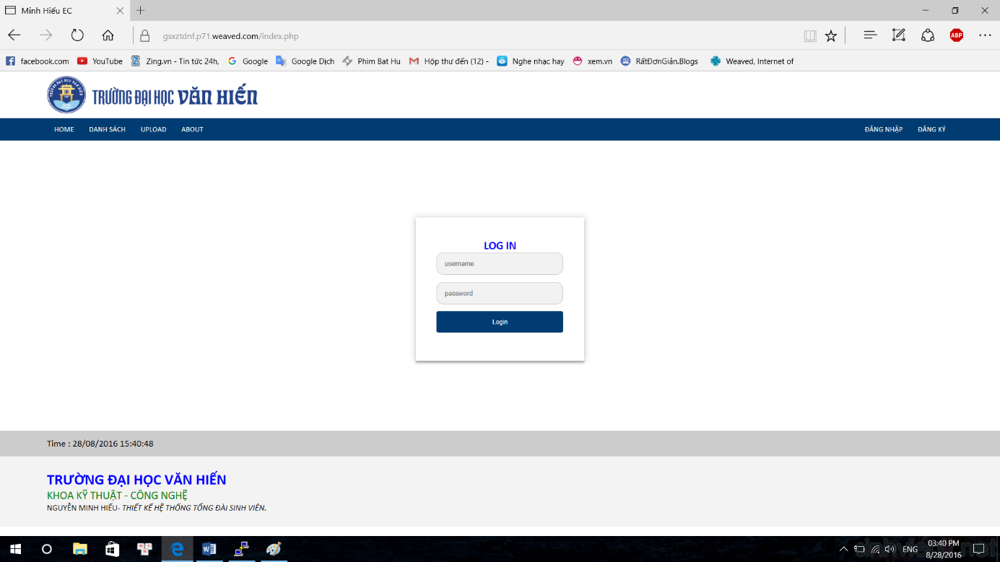 Minh Hiếu EC
gsxztdnf.p71.weaved.com/index.php
ABP
facebook.com YouTube Zing.vn - Tin tức 24h, Google Google Dịch Phim Bat Hu Hộp thư đến (12) - Nghe nhạc hay xem.vn RấtĐơnGiản.Blogs Weaved, Internet of
TRƯỜNG ĐẠI HỌC VĂN HIẾN
HOME DANH SÁCH UPLOAD ABOUT ĐĂNG NHẬP ĐĂNG KÝ
LOG IN
username
password
Login
Time : 28/08/2016 15:40:48
TRƯỜNG ĐẠI HỌC VĂN HIẾN
KHOA KỸ THUẬT - CÔNG NGHỆ
NGUYỄN MINH HIẾU- THIẾT KẾ HỆ THỐNG TỔNG ĐÀI SINH VIÊN.
ENG
03:40 PM
8/28/2016